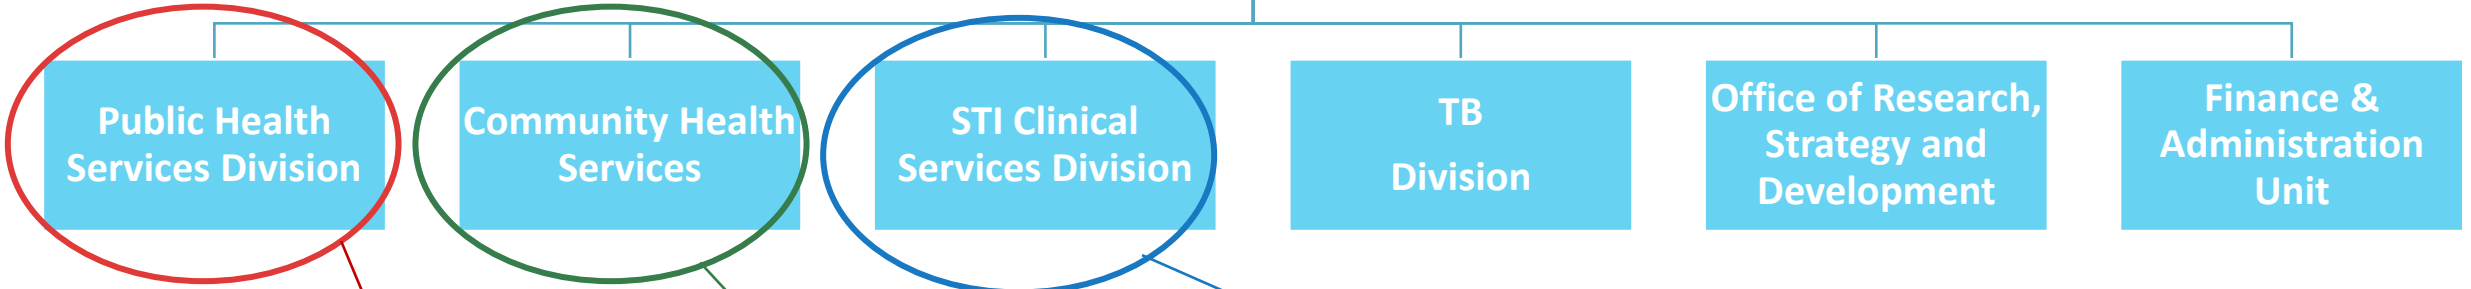 Public Health
Services Division
Community Health
Services
STI Clinical
Services Division
TB
Division
Office of Research,
Strategy and
Development
Finance &
Administration
Unit